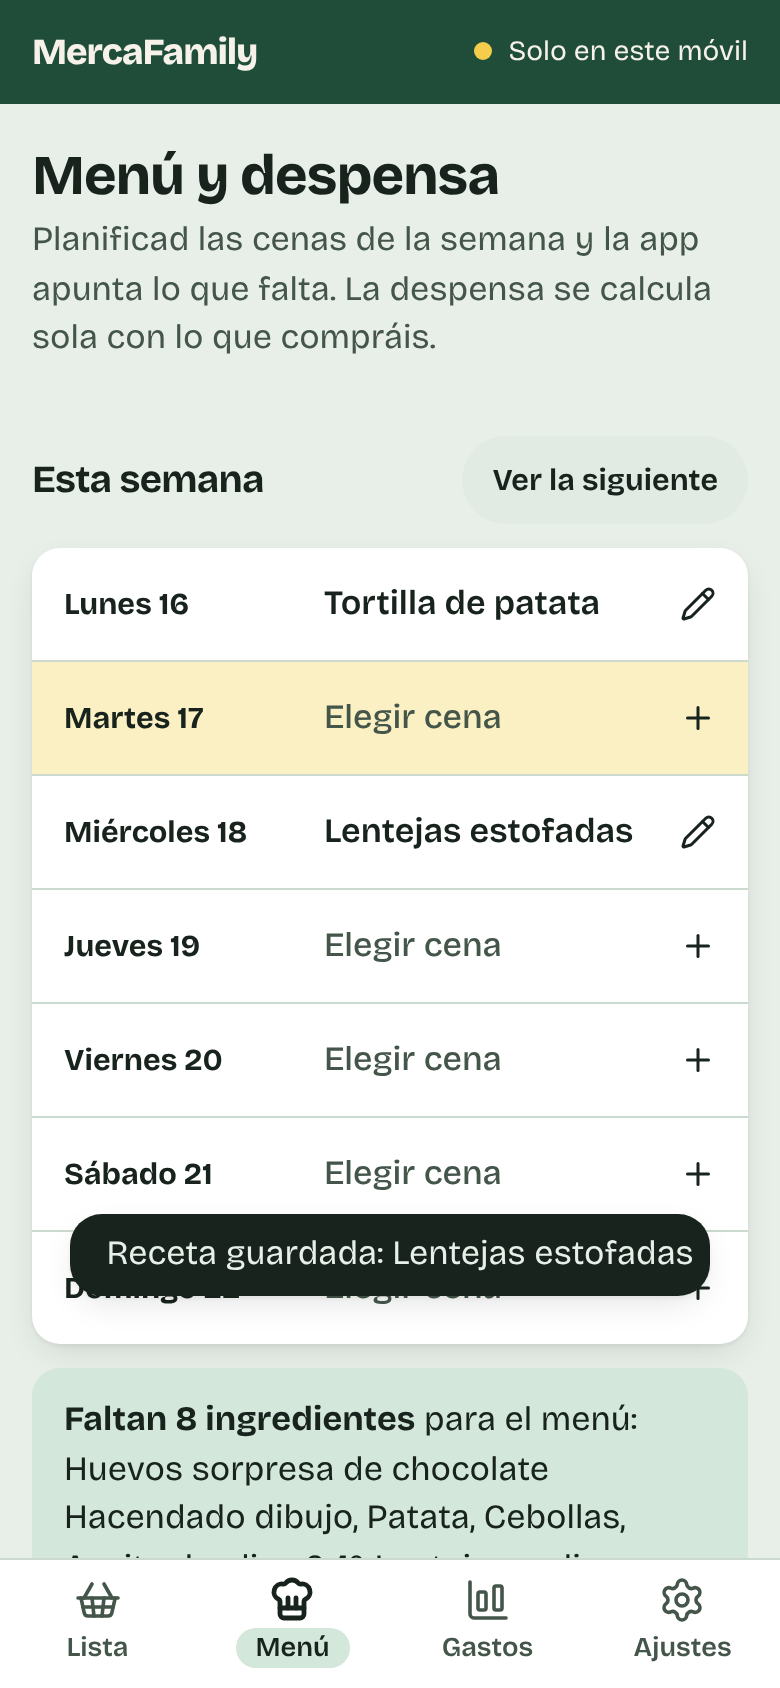 MercaFamily
Solo en este móvil
Menú y despensa
Planificad las cenas de la semana y la app
apunta lo que falta. La despensa se calcula
sola con lo que compráis.
Esta semana
Ver la siguiente
Lunes 16
Tortilla de patata
Martes 17
Elegir cena
Miércoles 18
Lentejas estofadas
Jueves 19
Elegir cena
Viernes 20
Elegir cena
Sábado 21
Elegir cena
Receta guardada: Lentejas estofadas
Faltan 8 ingredientes para el menú:
Huevos sorpresa de chocolate
Hacendado dibujo, Patata, Cebollas,
Lista
Menú
Gastos
Ajustes